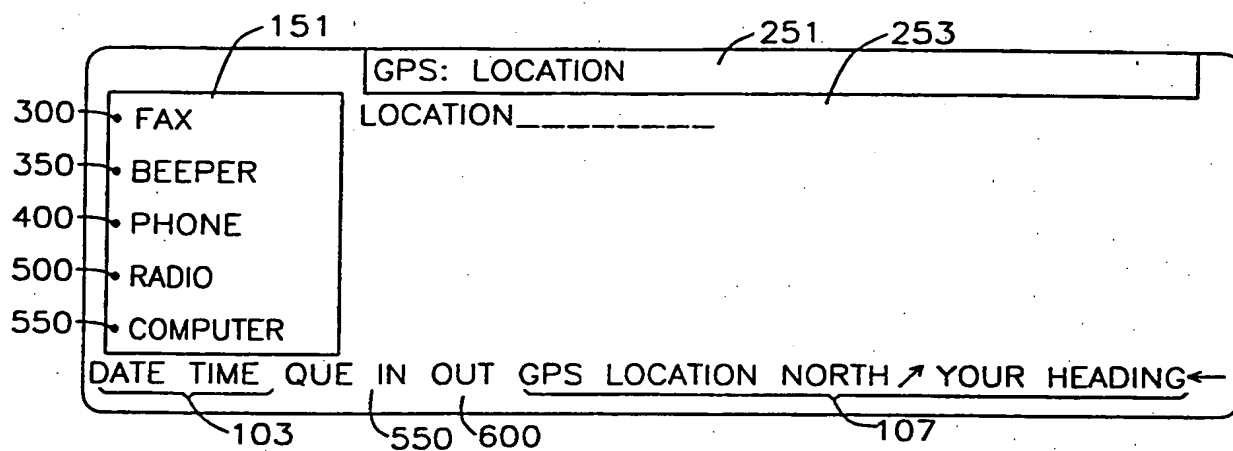 151 251 253
GPS: LOCATION
300 FAX LOCATION________
350 BEEPER
400 PHONE
500 RADIO
550 COMPUTER
DATE TIME QUE IN OUT GPS LOCATION NORTH↗ YOUR HEADING←
103 550 600 107